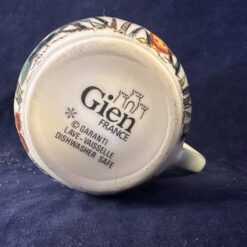 Gien
FRANCE
© GARANTI
LAVE-VAISSELLE
DISHWASHER SAFE